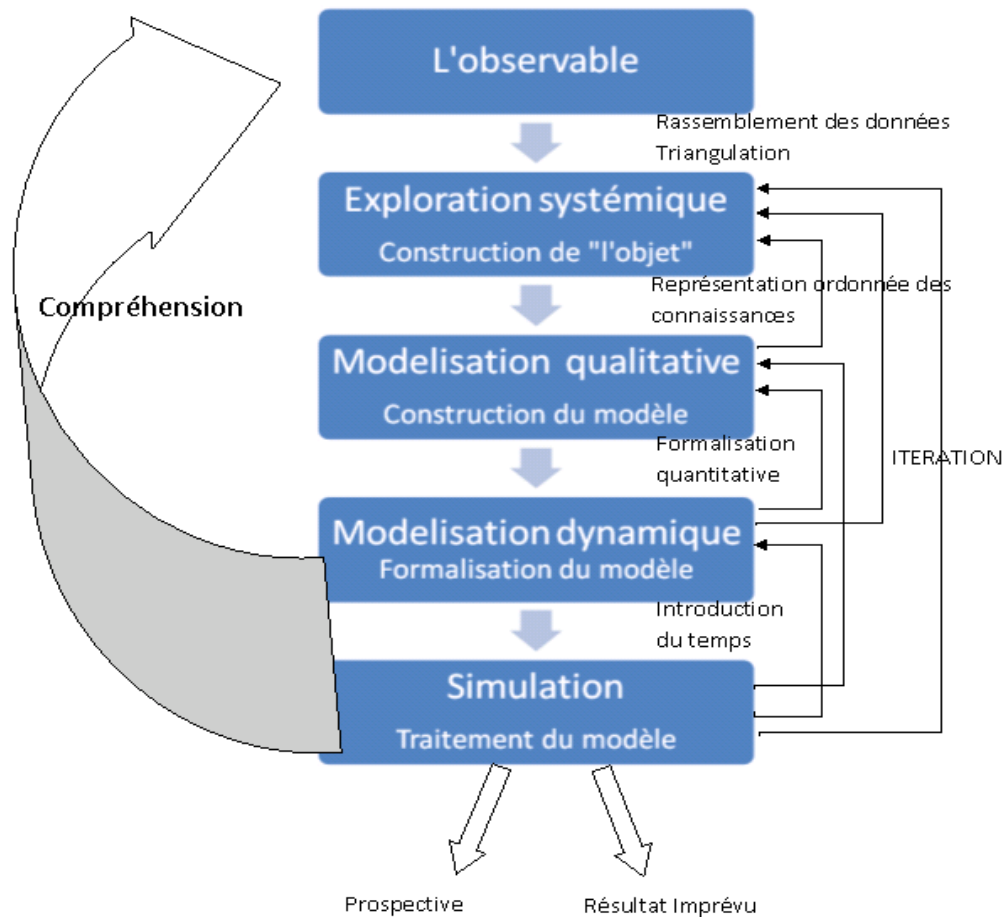 L'observable
Rassemblement des données
Triangulation
Exploration systémique
Construction de "l'objet"
Représentation ordonnée des
connaissances
Compréhension
Modelisation qualitative
Construction du modèle
Formalisation
quantitative
ITERATION
Modelisation dynamique
Formalisation du modèle
Introduction
du temps
Simulation
Traitement du modèle
Prospective
Résultat Imprévu